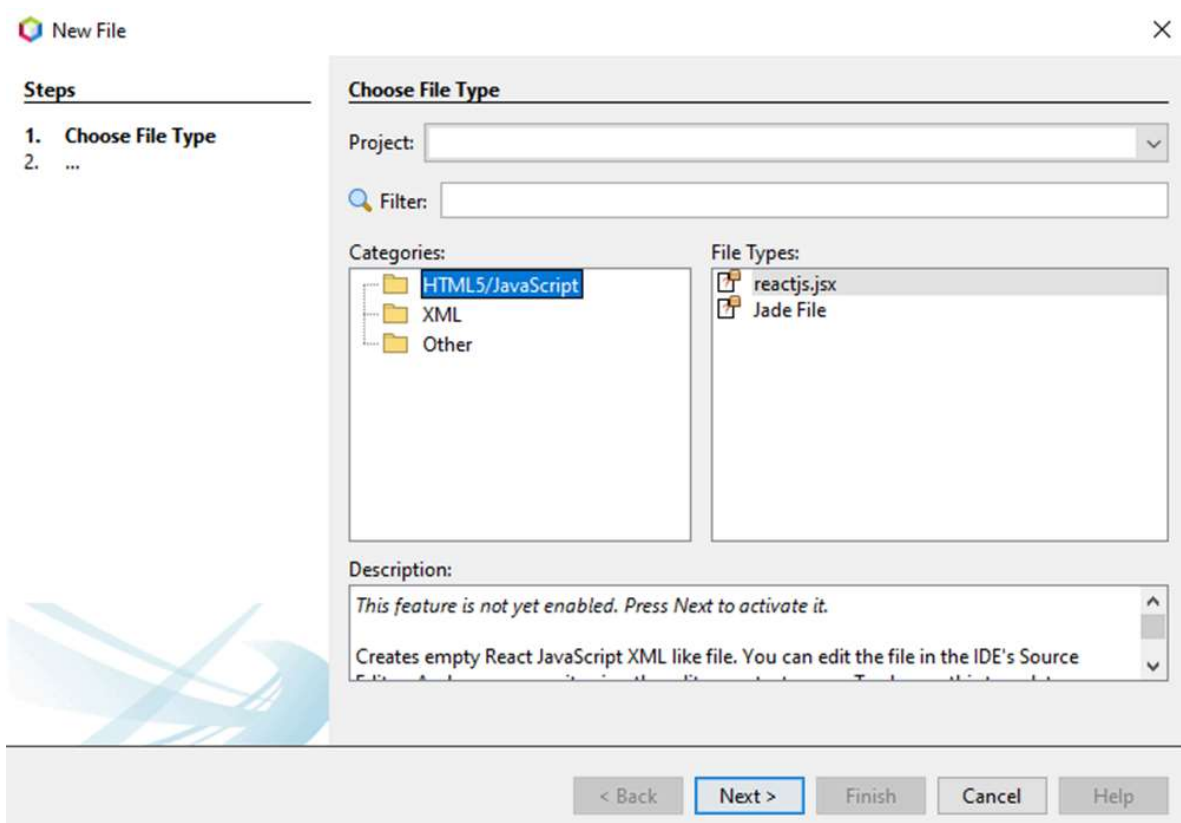 New File
Steps
1. Choose File Type
2. ...
Choose File Type
Project:
Filter:
Categories:
HTML5/JavaScript
XML
Other
File Types:
reactjs.jsx
Jade File
Description:
This feature is not yet enabled. Press Next to activate it.
Creates empty React JavaScript XML like file. You can edit the file in the IDE's Source
< Back
Next >
Finish
Cancel
Help